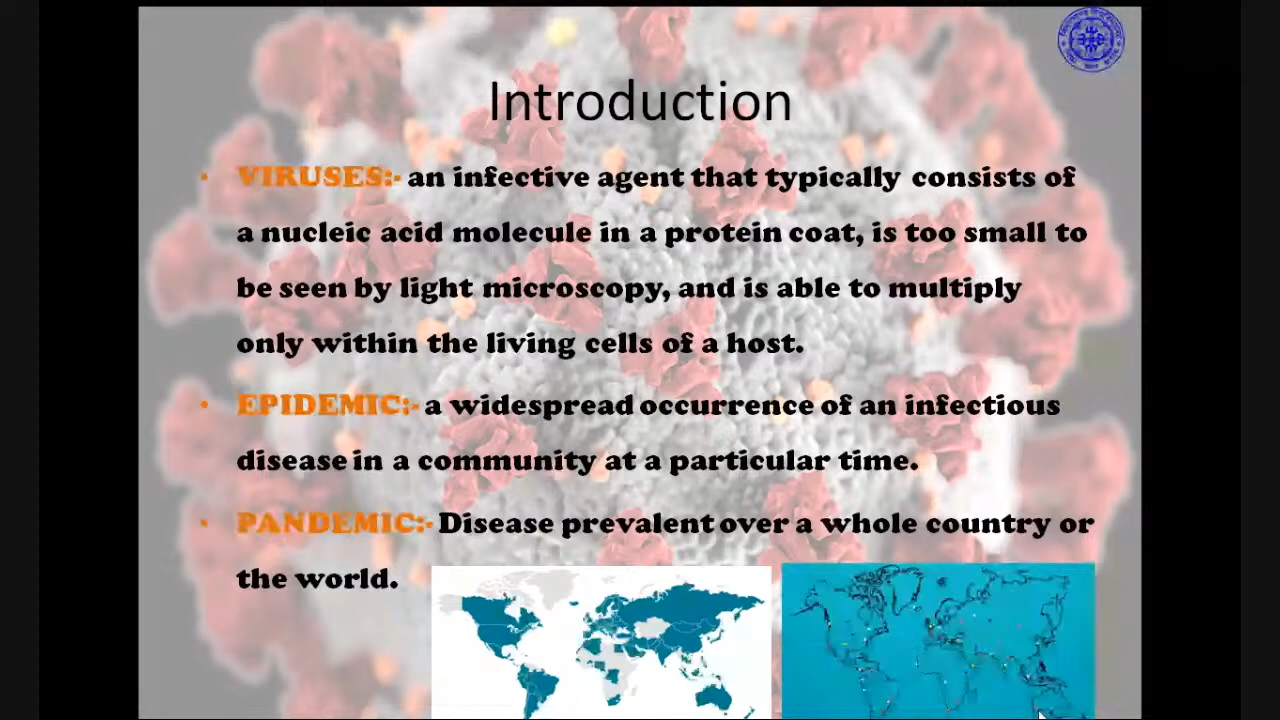 Introduction
• VIRUSES:- an infective agent that typically consists of
a nucleic acid molecule in a protein coat, is too small to
be seen by light microscopy, and is able to multiply
only within the living cells of a host.
• EPIDEMIC:- a widespread occurrence of an infectious
disease in a community at a particular time.
• PANDEMIC:- Disease prevalent over a whole country or
the world.